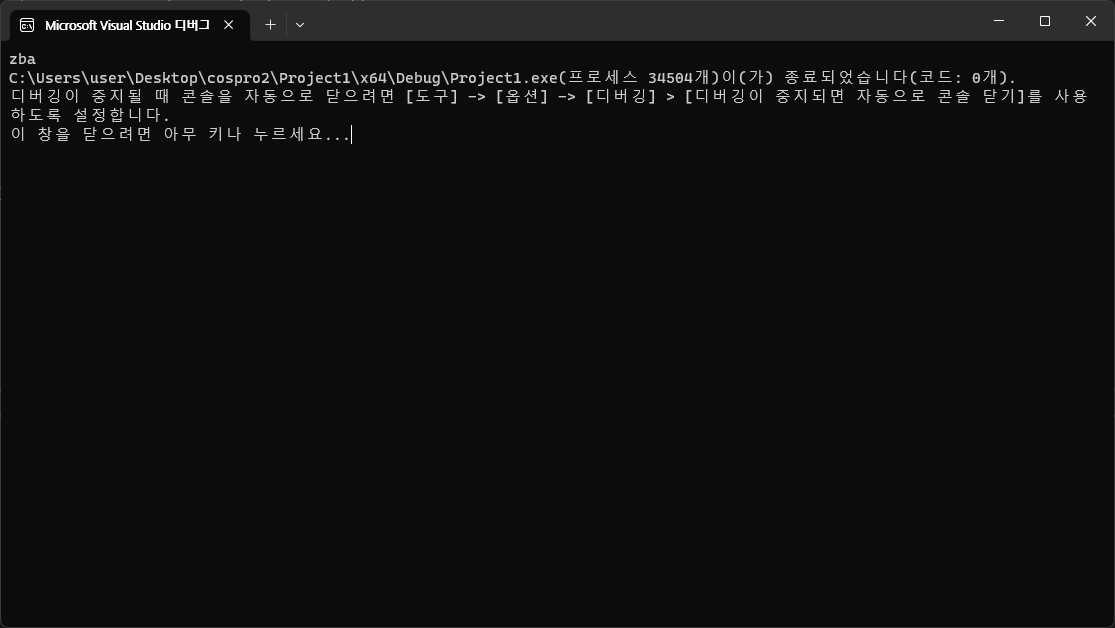 Microsoft Visual Studio 디버그
zba
C:\Users\user\Desktop\cospro2\Project1\x64\Debug\Project1.exe(프로세스 34504개)이(가) 종료되었습니다(코드: 0개).
디버깅이 중지될 때 콘솔을 자동으로 닫으려면 [도구] -> [옵션] -> [디버깅] > [디버깅이 중지되면 자동으로 콘솔 닫기]를 사용
하도록 설정합니다.
이 창을 닫으려면 아무 키나 누르세요...